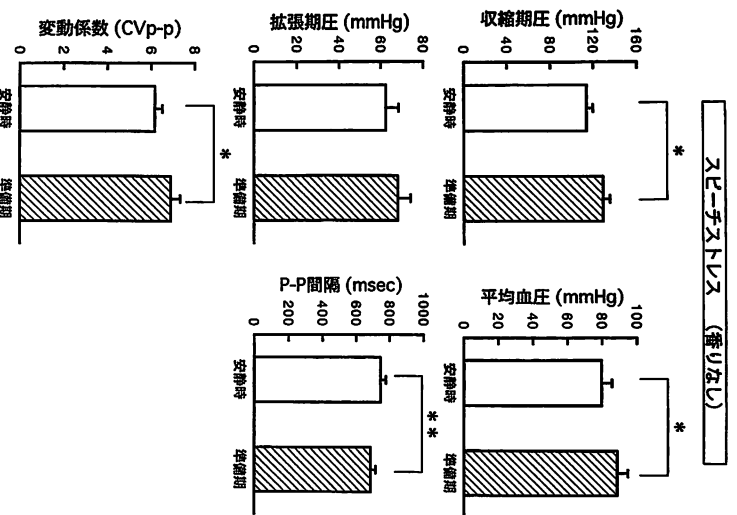 スピーチストレス (香りなし)
収縮期圧 (mmHg)
160
120
80
40
0
*
安静時
準備期
平均血圧 (mmHg)
100
80
60
40
20
0
*
安静時
準備期
拡張期圧 (mmHg)
80
60
40
20
0
安静時
準備期
P-P間隔 (msec)
1000
800
600
400
200
0
**
安静時
準備期
変動係数 (CVp-p)
8
6
4
2
0
*
安静時
準備期